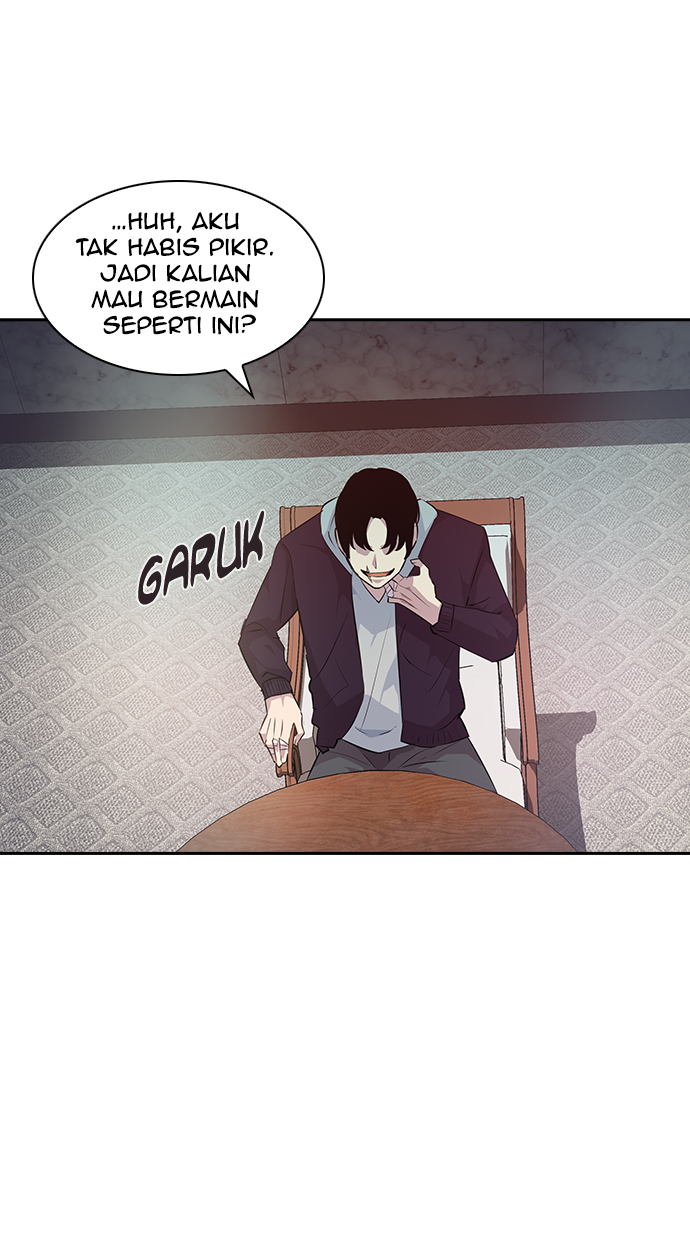 ...HUH, AKU
TAK HABIS PIKIR.
JADI KALIAN
MAU BERMAIN
SEPERTI INI?
GARUK